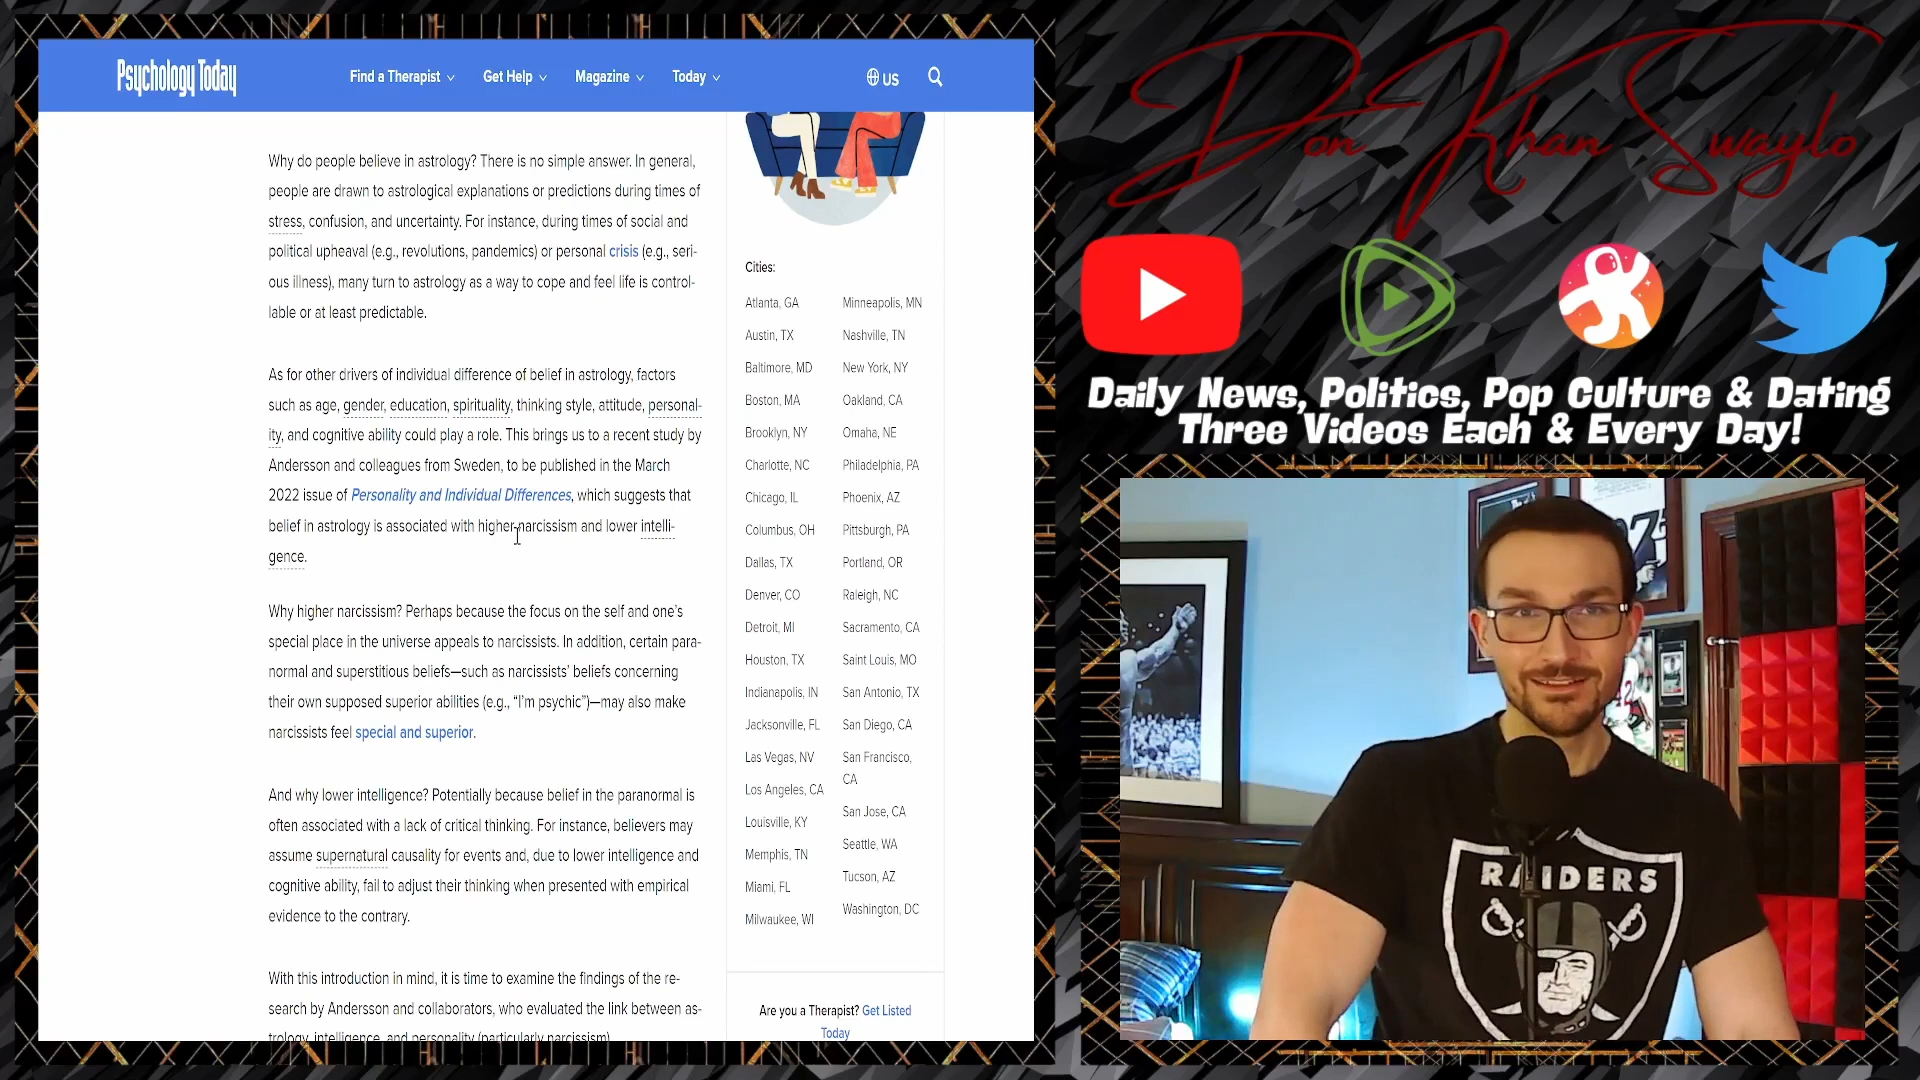 Psychology Today
Find a Therapist
Get Help
Magazine
Today
US
Why do people believe in astrology? There is no simple answer. In general,
people are drawn to astrological explanations or predictions during times of
stress, confusion, and uncertainty. For instance, during times of social and
political upheaval (e.g., revolutions, pandemics) or personal crisis (e.g., seri-
ous illness), many turn to astrology as a way to cope and feel life is control-
lable or at least predictable.
As for other drivers of individual difference of belief in astrology, factors
such as age, gender, education, spirituality, thinking style, attitude, personal-
ity, and cognitive ability could play a role. This brings us to a recent study by
Andersson and colleagues from Sweden, to be published in the March
2022 issue of Personality and Individual Differences, which suggests that
belief in astrology is associated with higher narcissism and lower intelli-
gence.
Why higher narcissism? Perhaps because the focus on the self and one's
special place in the universe appeals to narcissists. In addition, certain para-
normal and superstitious beliefs—such as narcissists' beliefs concerning
their own supposed superior abilities (e.g., “I'm psychic”)—may also make
narcissists feel special and superior.
And why lower intelligence? Potentially because belief in the paranormal is
often associated with a lack of critical thinking. For instance, believers may
assume supernatural causality for events and, due to lower intelligence and
cognitive ability, fail to adjust their thinking when presented with empirical
evidence to the contrary.
With this introduction in mind, it is time to examine the findings of the re-
search by Andersson and collaborators, who evaluated the link between as-
trology, intelligence, and personality (particularly narcissism).
Cities:
Atlanta, GA
Austin, TX
Baltimore, MD
Boston, MA
Brooklyn, NY
Charlotte, NC
Chicago, IL
Columbus, OH
Dallas, TX
Denver, CO
Detroit, MI
Houston, TX
Indianapolis, IN
Jacksonville, FL
Las Vegas, NV
Los Angeles, CA
Louisville, KY
Memphis, TN
Miami, FL
Milwaukee, WI
Minneapolis, MN
Nashville, TN
New York, NY
Oakland, CA
Omaha, NE
Philadelphia, PA
Phoenix, AZ
Pittsburgh, PA
Portland, OR
Raleigh, NC
Sacramento, CA
Saint Louis, MO
San Antonio, TX
San Diego, CA
San Francisco,
CA
San Jose, CA
Seattle, WA
Tucson, AZ
Washington, DC
Are you a Therapist? Get Listed
Today
Don Khan Swaylo
Daily News, Politics, Pop Culture & Dating
Three Videos Each & Every Day!
RAIDERS